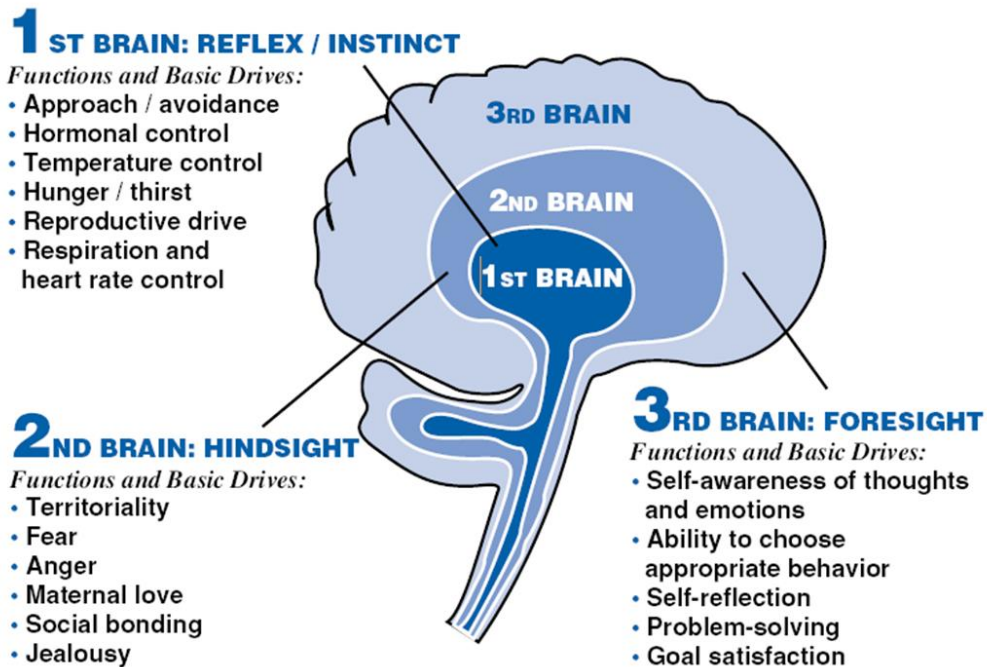 1ST BRAIN: REFLEX / INSTINCT
Functions and Basic Drives:
• Approach / avoidance
• Hormonal control
• Temperature control
• Hunger / thirst
• Reproductive drive
• Respiration and
heart rate control
3RD BRAIN
2ND BRAIN
1ST BRAIN
2ND BRAIN: HINDSIGHT
Functions and Basic Drives:
• Territoriality
• Fear
• Anger
• Maternal love
• Social bonding
• Jealousy
3RD BRAIN: FORESIGHT
Functions and Basic Drives:
• Self-awareness of thoughts
and emotions
• Ability to choose
appropriate behavior
• Self-reflection
• Problem-solving
• Goal satisfaction